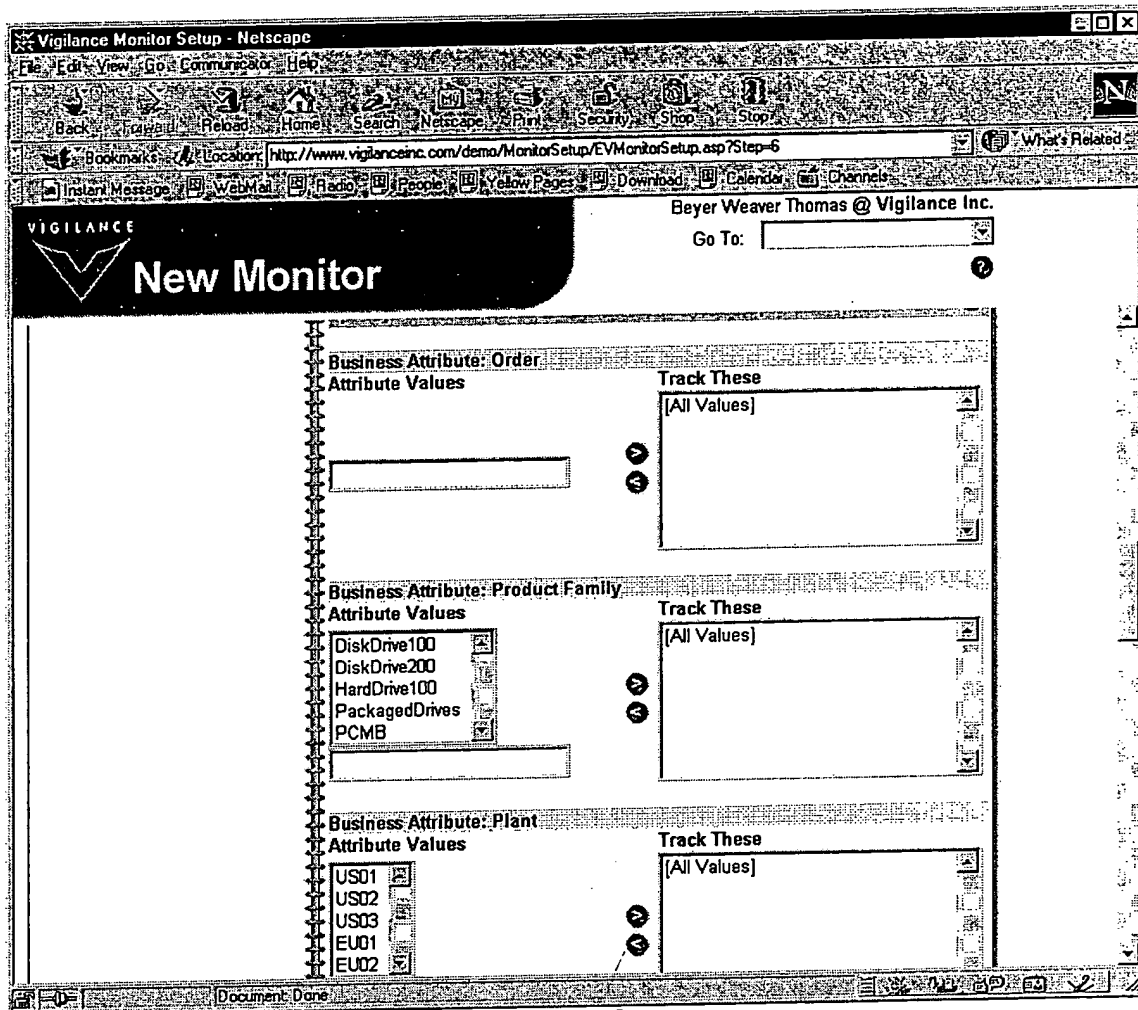 Vigilance Monitor Setup - Netscape
File Edit View Go Communicator Help
Back Forward Reload Home Search Netscape Print Security Shop Stop
My
N
Bookmarks Location: http://www.vigilanceinc.com/demo/MonitorSetup/EVMonitorSetup.asp?Step=6 What's Related
Instant Message WebMail Radio People Yellow Pages Download Calendar Channels
VIGILANCE
New Monitor
Beyer Weaver Thomas @ Vigilance Inc.
Go To:
?
Business Attribute: Order
Attribute Values Track These
[All Values]
>
<
Business Attribute: Product Family
Attribute Values Track These
DiskDrive100 [All Values]
DiskDrive200
HardDrive100 >
PackagedDrives <
PCMB
Business Attribute: Plant
Attribute Values Track These
US01 [All Values]
US02
US03 >
EU01 <
EU02
Document: Done